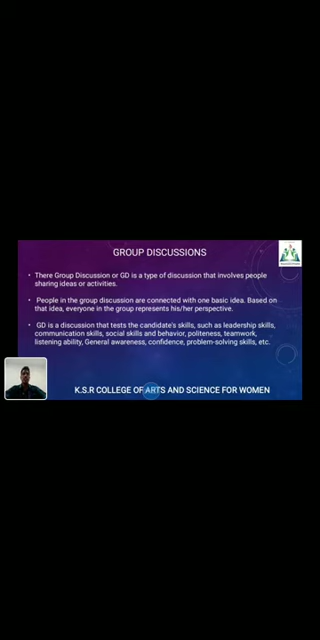 GROUP DISCUSSIONS
• There Group Discussion or GD is a type of discussion that involves people
sharing ideas or activities.
• People in the group discussion are connected with one basic idea. Based on
that idea, everyone in the group represents his/her perspective.
• GD is a discussion that tests the candidate's skills, such as leadership skills,
communication skills, social skills and behavior, politeness, teamwork,
listening ability, General awareness, confidence, problem-solving skills, etc.
K.S.R COLLEGE OF ARTS AND SCIENCE FOR WOMEN